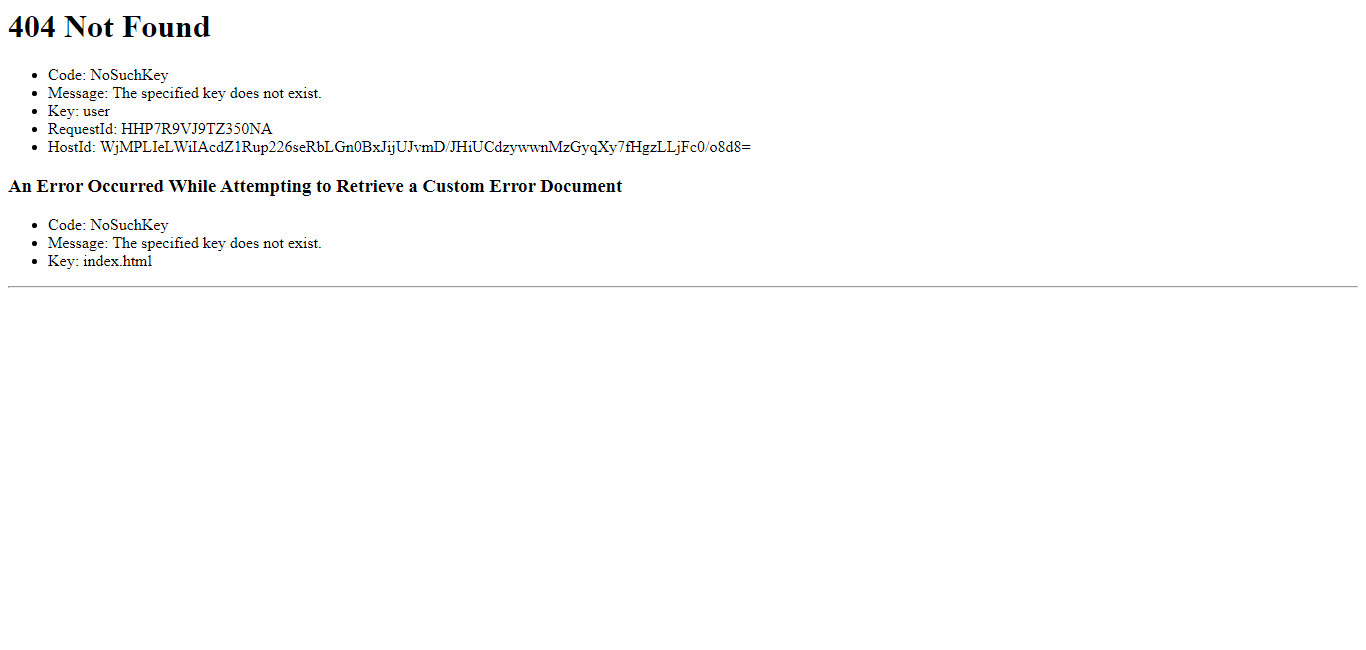 404 Not Found
Code: NoSuchKey
Message: The specified key does not exist.
Key: user
RequestId: HHP7R9VJ9TZ350NA
HostId: WjMPLIeLWiIAcdZ1Rup226seRbLGn0BxJijUJvmD/JHiUCdzywwnMzGyqXy7fHgzLLjFc0/o8d8=
An Error Occurred While Attempting to Retrieve a Custom Error Document
Code: NoSuchKey
Message: The specified key does not exist.
Key: index.html